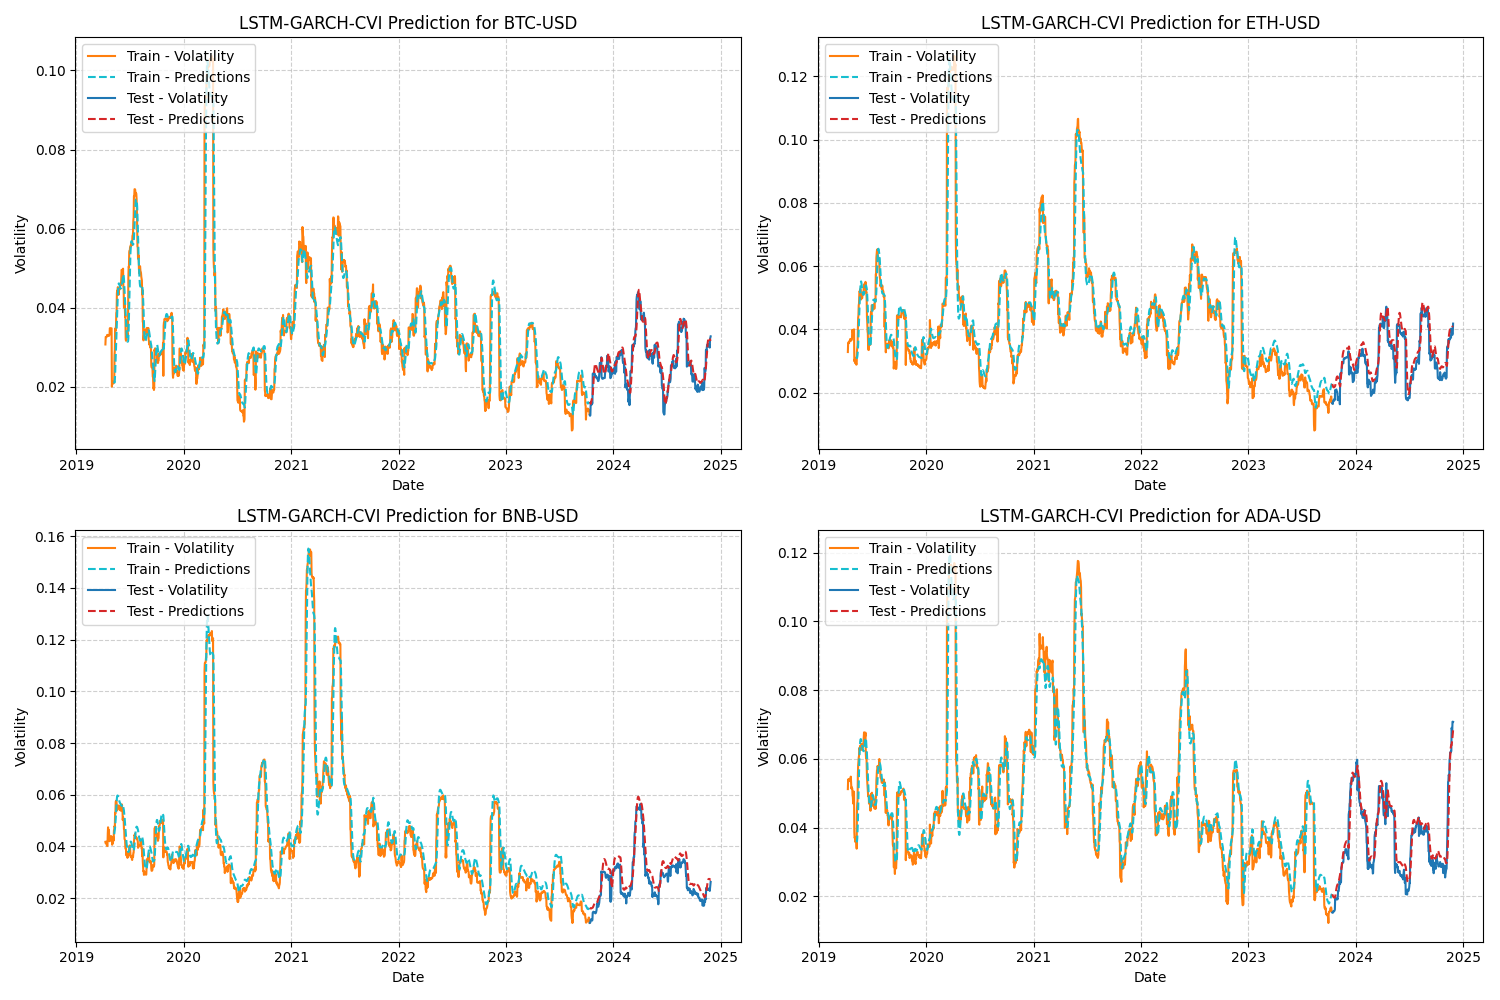 LSTM-GARCH-CVI Prediction for BTC-USD
Train - Volatility
Train - Predictions
Test - Volatility
Test - Predictions
0.10
0.08
0.06
0.04
0.02
Volatility
2019 2020 2021 2022 2023 2024 2025
Date
LSTM-GARCH-CVI Prediction for ETH-USD
Train - Volatility
Train - Predictions
Test - Volatility
Test - Predictions
0.12
0.10
0.08
0.06
0.04
0.02
Volatility
2019 2020 2021 2022 2023 2024 2025
Date
LSTM-GARCH-CVI Prediction for BNB-USD
Train - Volatility
Train - Predictions
Test - Volatility
Test - Predictions
0.16
0.14
0.12
0.10
0.08
0.06
0.04
0.02
Volatility
2019 2020 2021 2022 2023 2024 2025
Date
LSTM-GARCH-CVI Prediction for ADA-USD
Train - Volatility
Train - Predictions
Test - Volatility
Test - Predictions
0.12
0.10
0.08
0.06
0.04
0.02
Volatility
2019 2020 2021 2022 2023 2024 2025
Date